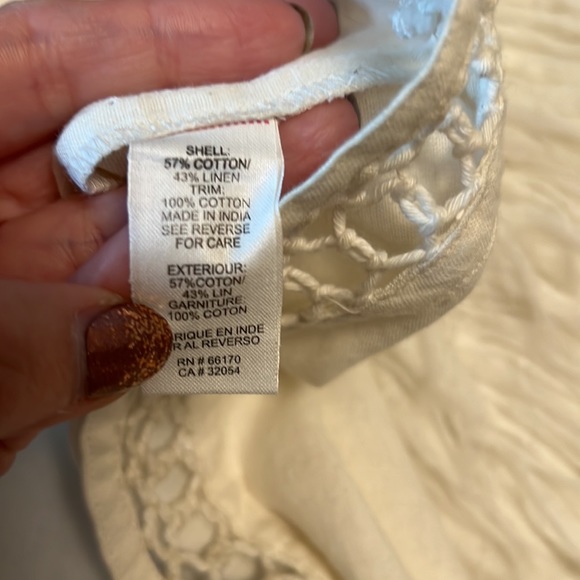 SHELL:
57% COTTON/
43% LINEN
TRIM:
100% COTTON
MADE IN INDIA
SEE REVERSE
FOR CARE
EXTERIOUR:
57%COTON/
43% LIN
GARNITURE
100% COTON
RIQUE EN INDE
R AL REVERSO
RN # 66170
CA # 32054